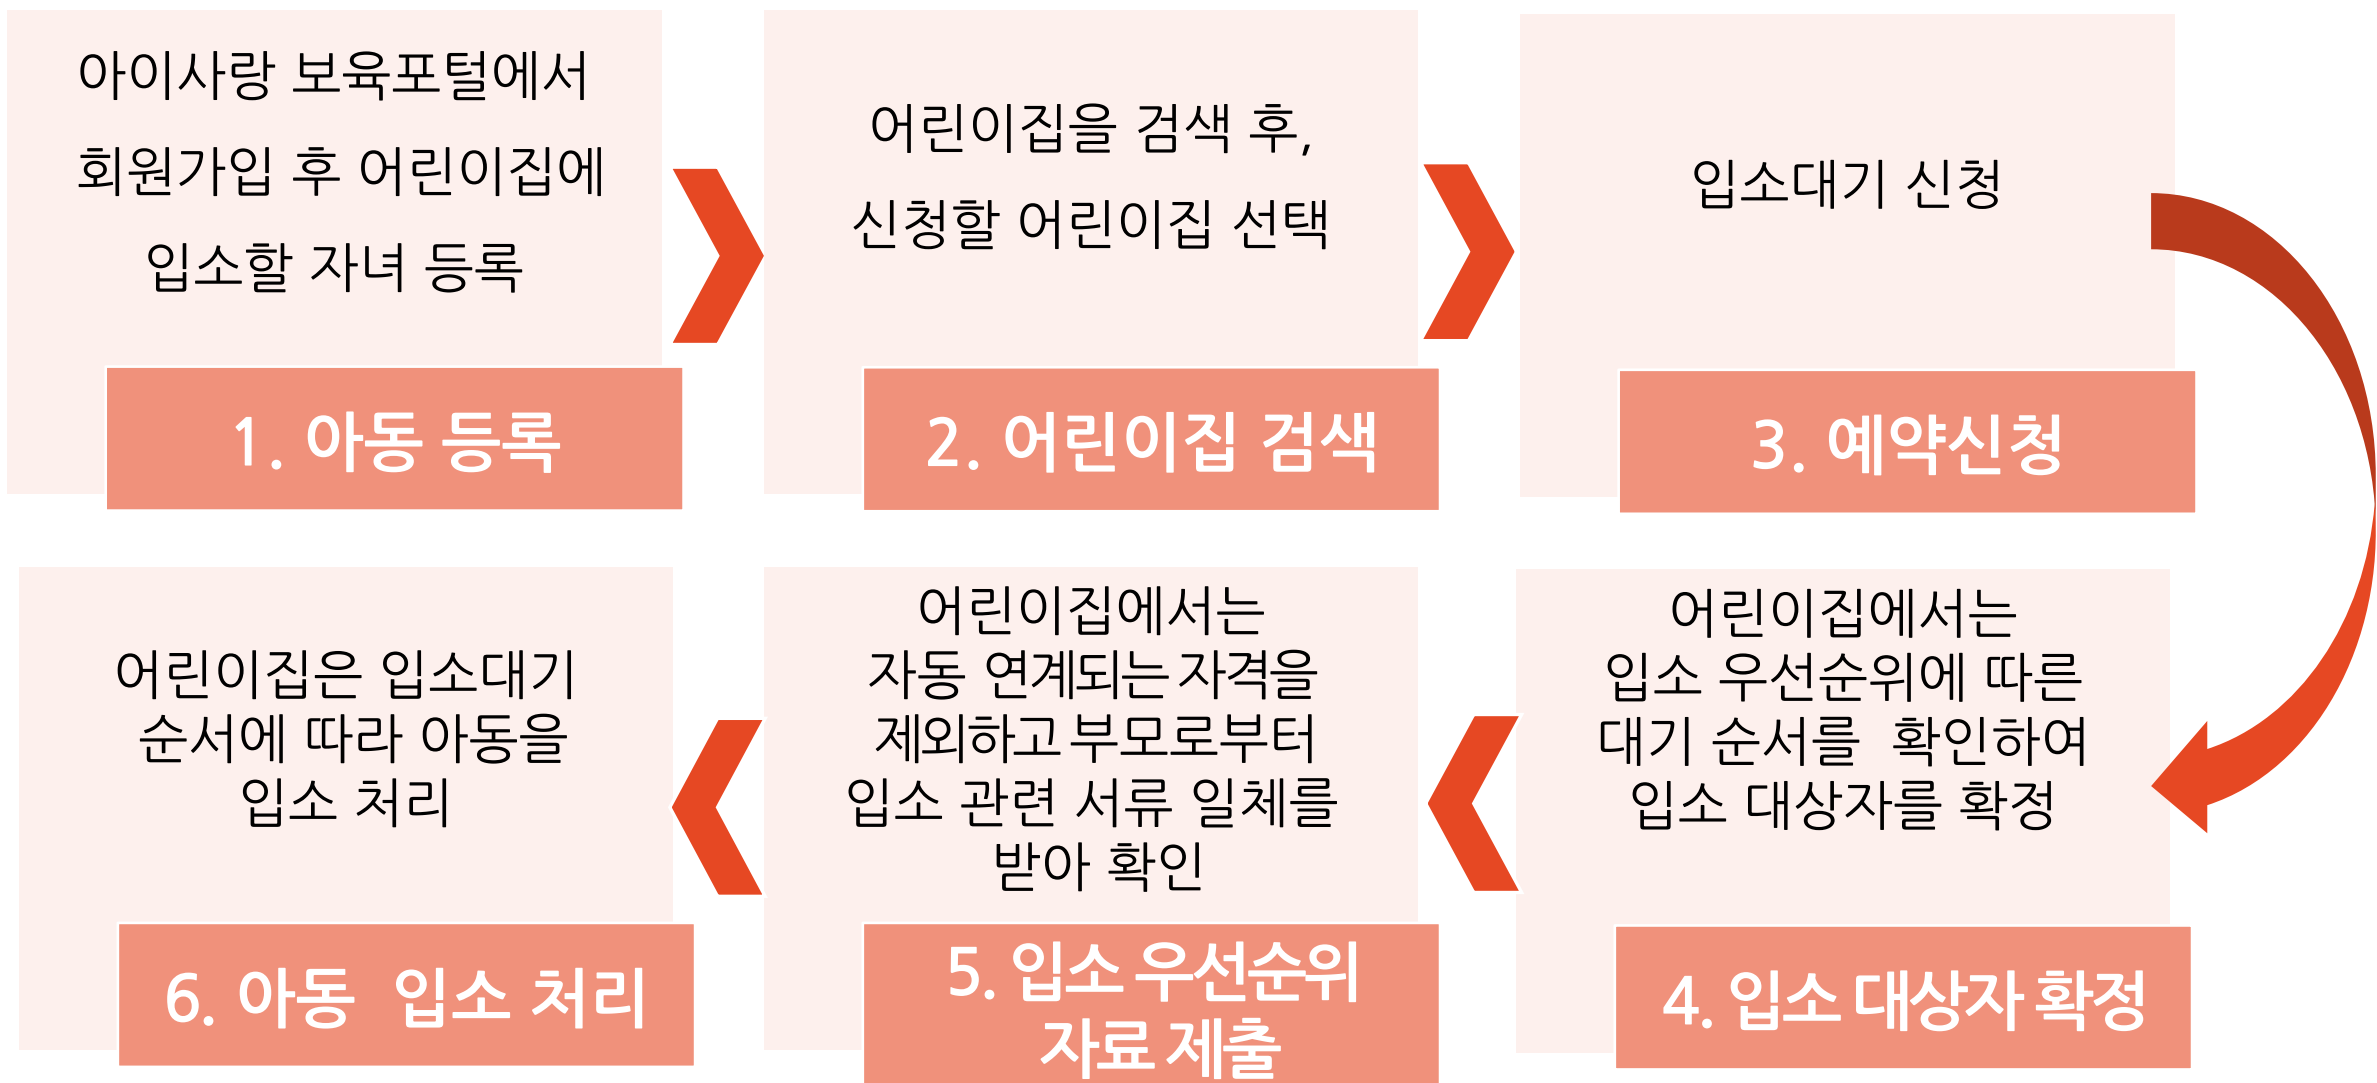 아이사랑 보육포털에서
회원가입 후 어린이집에
입소할 자녀 등록
1. 아동 등록
어린이집을 검색 후,
신청할 어린이집 선택
2. 어린이집 검색
입소대기 신청
3. 예약신청
어린이집에서는
입소 우선순위에 따른
대기 순서를 확인하여
입소 대상자를 확정
4. 입소 대상자 확정
어린이집에서는
자동 연계되는 자격을
제외하고 부모로부터
입소 관련 서류 일체를
받아 확인
5. 입소 우선순위
자료 제출
어린이집은 입소대기
순서에 따라 아동을
입소 처리
6. 아동 입소 처리